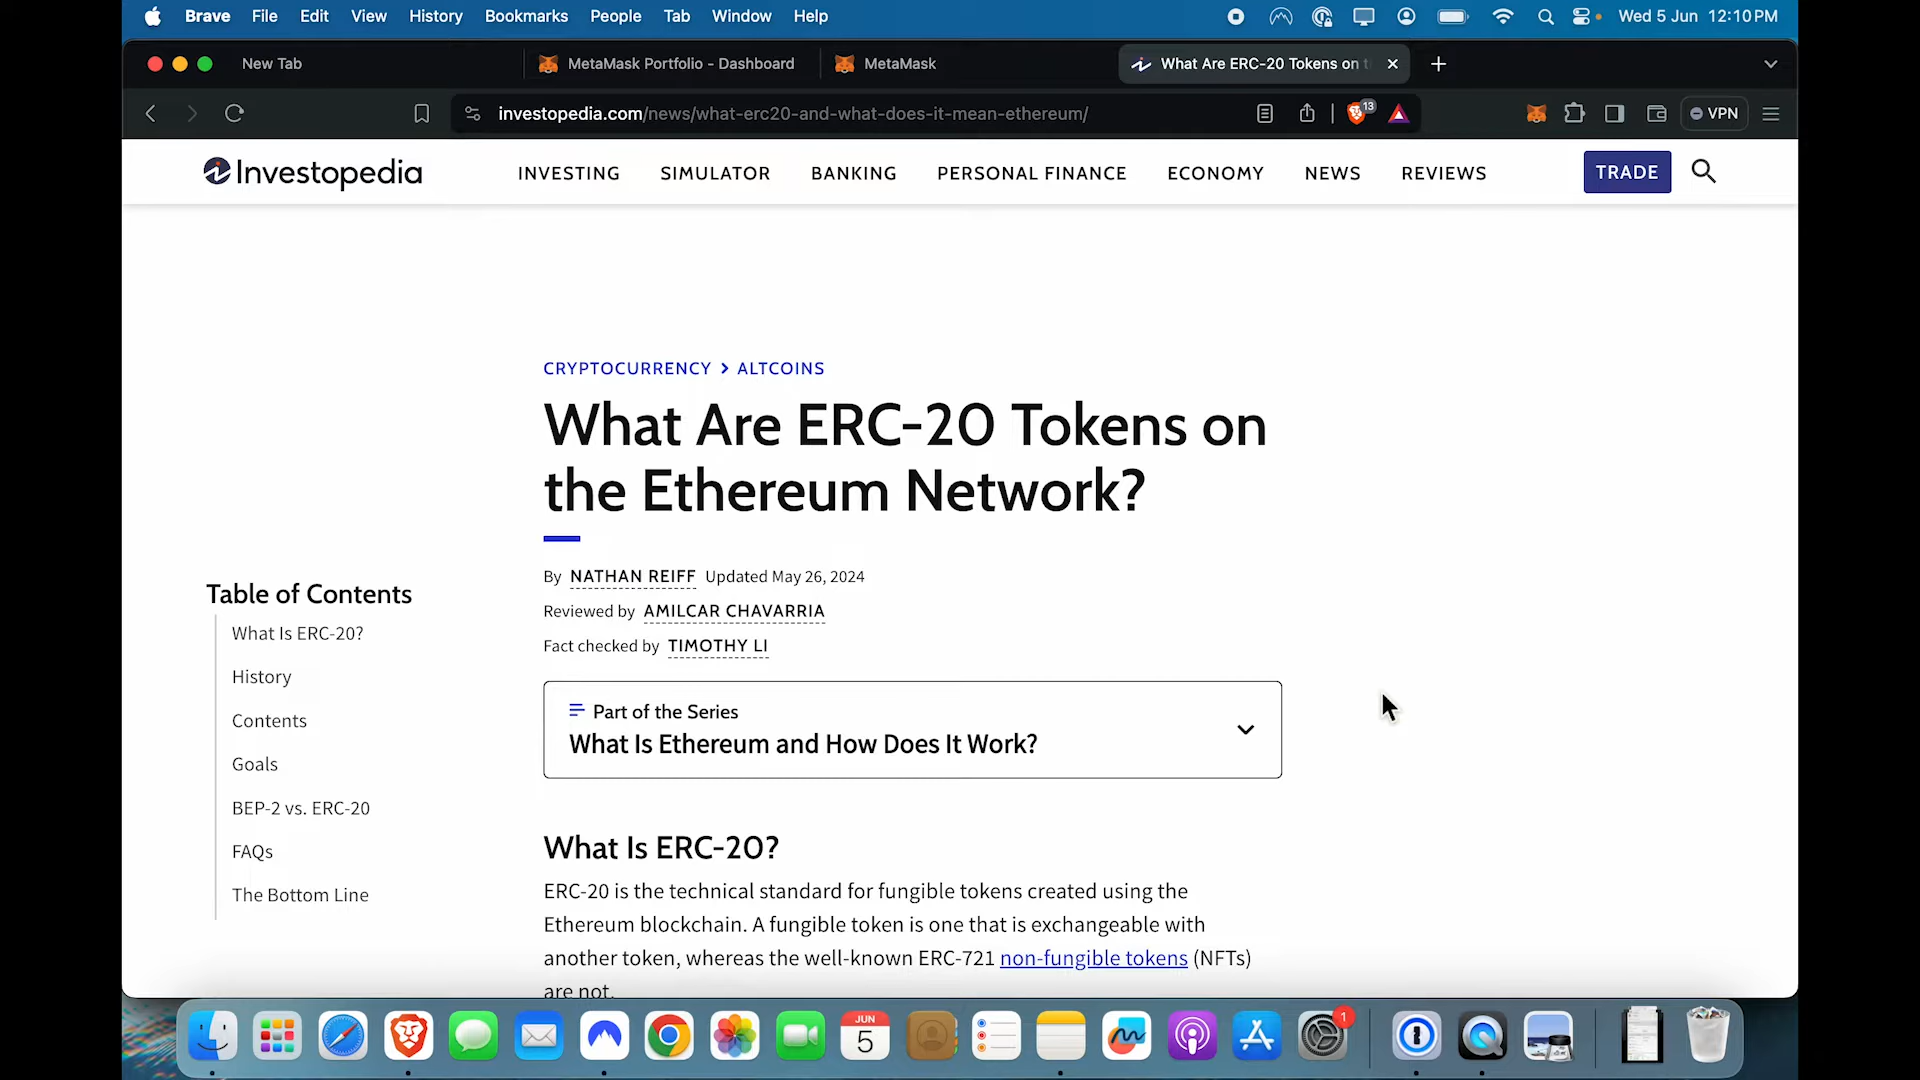 Brave File Edit View History Bookmarks People Tab Window Help Wed 5 Jun 12:10 PM
New Tab MetaMask Portfolio - Dashboard MetaMask What Are ERC-20 Tokens on
investopedia.com/news/what-erc20-and-what-does-it-mean-ethereum/ 13 VPN
Investopedia INVESTING SIMULATOR BANKING PERSONAL FINANCE ECONOMY NEWS REVIEWS TRADE
CRYPTOCURRENCY > ALTCOINS
What Are ERC-20 Tokens on
the Ethereum Network?
By NATHAN REIFF Updated May 26, 2024
Reviewed by AMILCAR CHAVARRIA
Fact checked by TIMOTHY LI
Table of Contents
What Is ERC-20?
History
Contents
Goals
BEP-2 vs. ERC-20
FAQs
The Bottom Line
Part of the Series
What Is Ethereum and How Does It Work?
What Is ERC-20?
ERC-20 is the technical standard for fungible tokens created using the
Ethereum blockchain. A fungible token is one that is exchangeable with
another token, whereas the well-known ERC-721 non-fungible tokens (NFTs)
are not.
JUN
5
1